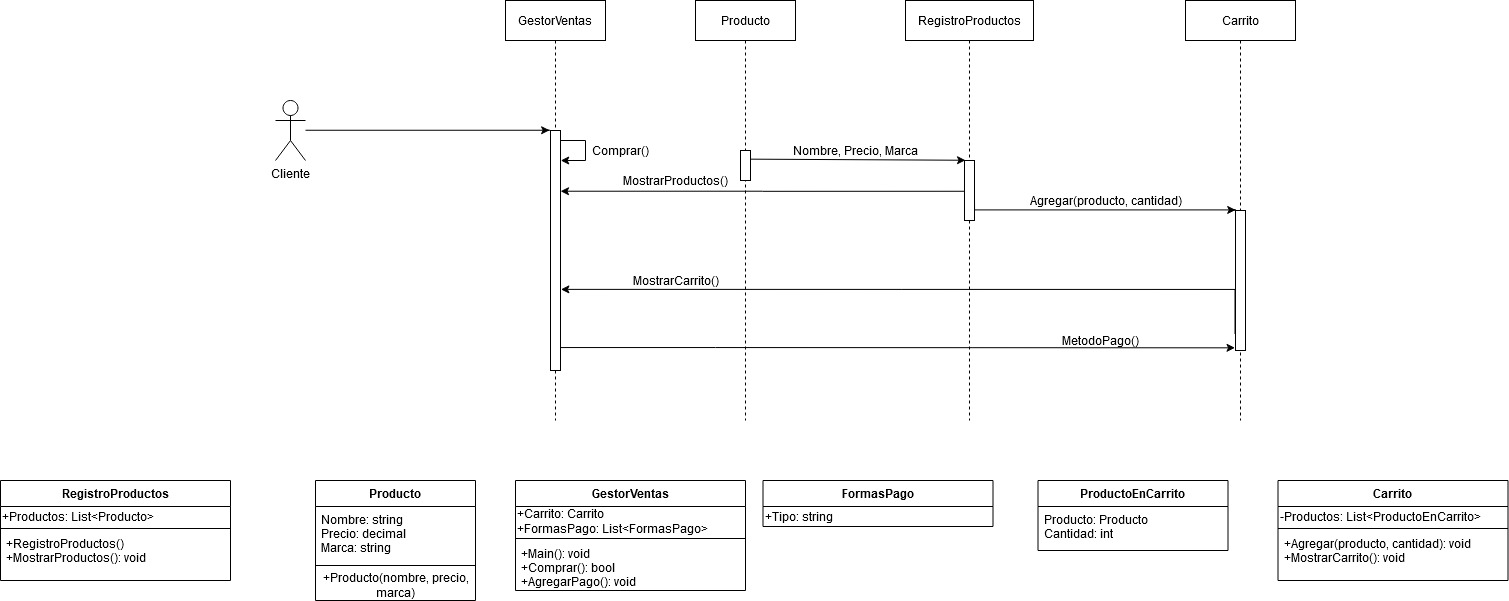 GestorVentas
Producto
RegistroProductos
Carrito
Cliente
Comprar()
Nombre, Precio, Marca
MostrarProductos()
Agregar(producto, cantidad)
MostrarCarrito()
MetodoPago()
RegistroProductos
+Productos: List<Producto>
+RegistroProductos()
+MostrarProductos(): void
Producto
Nombre: string
Precio: decimal
Marca: string
+Producto(nombre, precio,
marca)
GestorVentas
+Carrito: Carrito
+FormasPago: List<FormasPago>
+Main(): void
+Comprar(): bool
+AgregarPago(): void
FormasPago
+Tipo: string
ProductoEnCarrito
Producto: Producto
Cantidad: int
Carrito
-Productos: List<ProductoEnCarrito>
+Agregar(producto, cantidad): void
+MostrarCarrito(): void